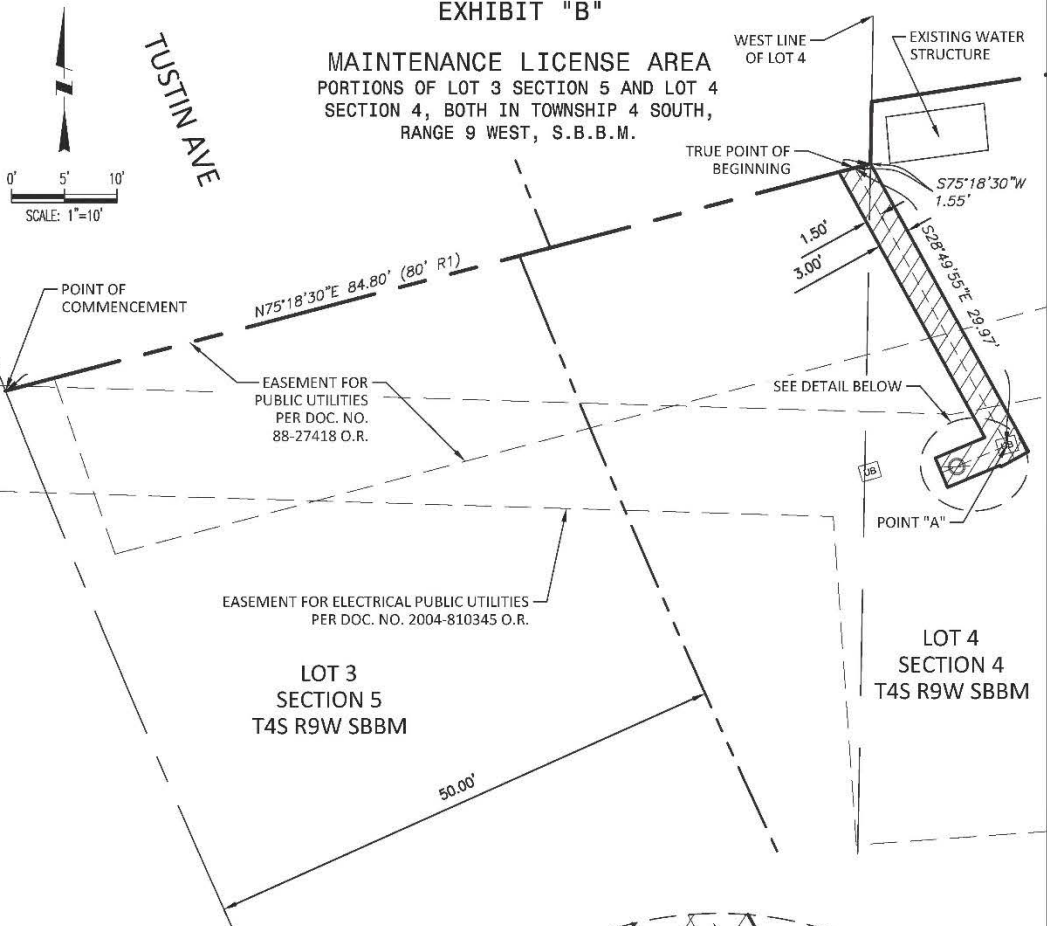 EXHIBIT "B"
MAINTENANCE LICENSE AREA
PORTIONS OF LOT 3 SECTION 5 AND LOT 4
SECTION 4, BOTH IN TOWNSHIP 4 SOUTH,
RANGE 9 WEST, S.B.B.M.
TUSTIN AVE
N
0' 5' 10'
SCALE: 1"=10'
WEST LINE
OF LOT 4
EXISTING WATER
STRUCTURE
TRUE POINT OF
BEGINNING
S75°18'30"W
1.55'
1.50'
3.00'
S28°49'55"E 29.97'
POINT OF
COMMENCEMENT
N75°18'30"E 84.80' (80' R1)
EASEMENT FOR
PUBLIC UTILITIES
PER DOC. NO.
88-27418 O.R.
SEE DETAIL BELOW
UB
UB
POINT "A"
EASEMENT FOR ELECTRICAL PUBLIC UTILITIES
PER DOC. NO. 2004-810345 O.R.
LOT 3
SECTION 5
T4S R9W SBBM
LOT 4
SECTION 4
T4S R9W SBBM
50.00'